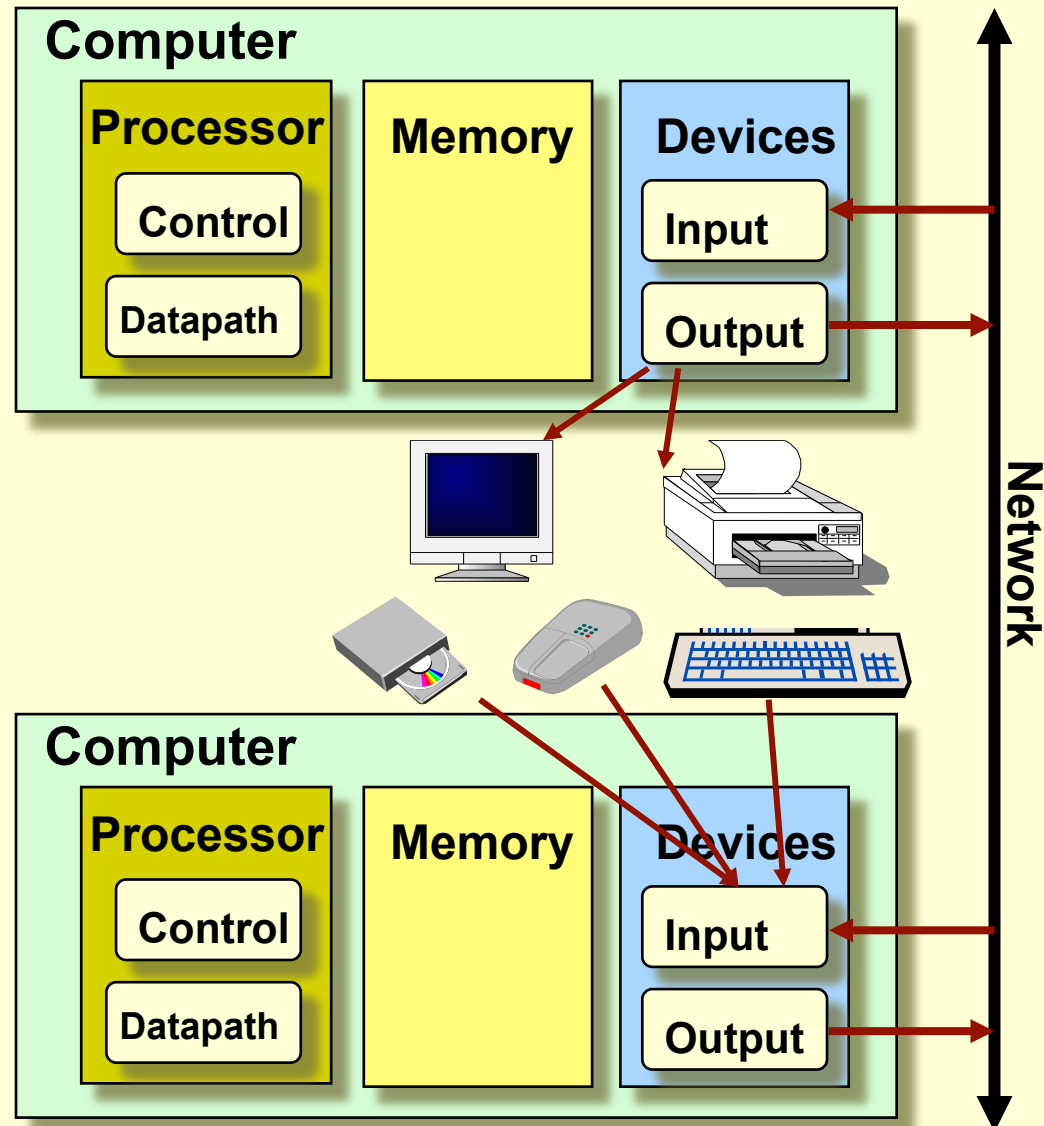 Computer
Processor
Control
Datapath
Memory
Devices
Input
Output
Network
Computer
Processor
Control
Datapath
Memory
Devices
Input
Output